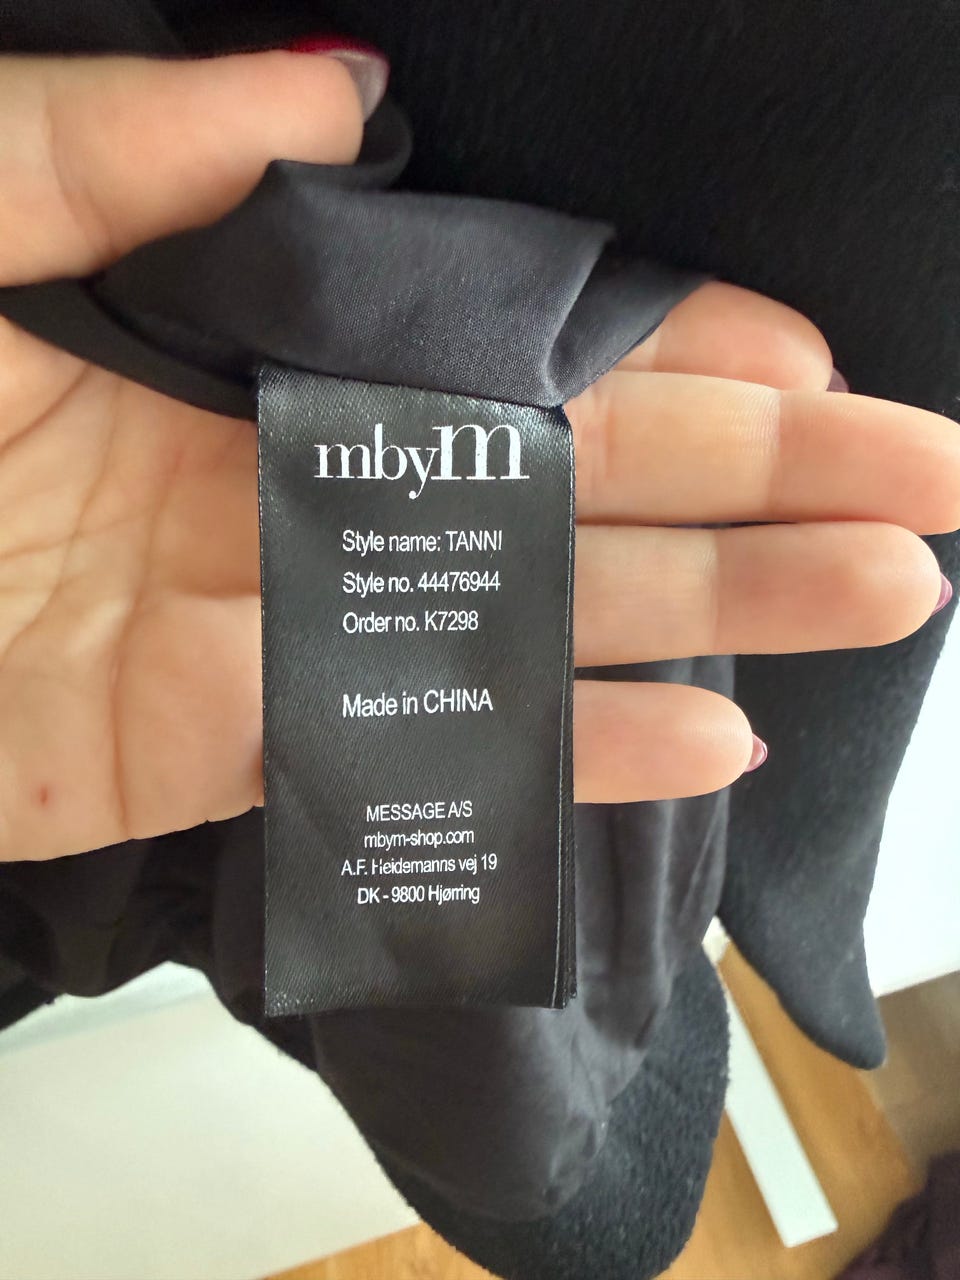 mbyM
Style name: TANNI
Style no. 44476944
Order no. K7298
Made in CHINA
MESSAGE A/S
mbym-shop.com
A.F. Heidemanns vej 19
DK - 9800 Hjørring